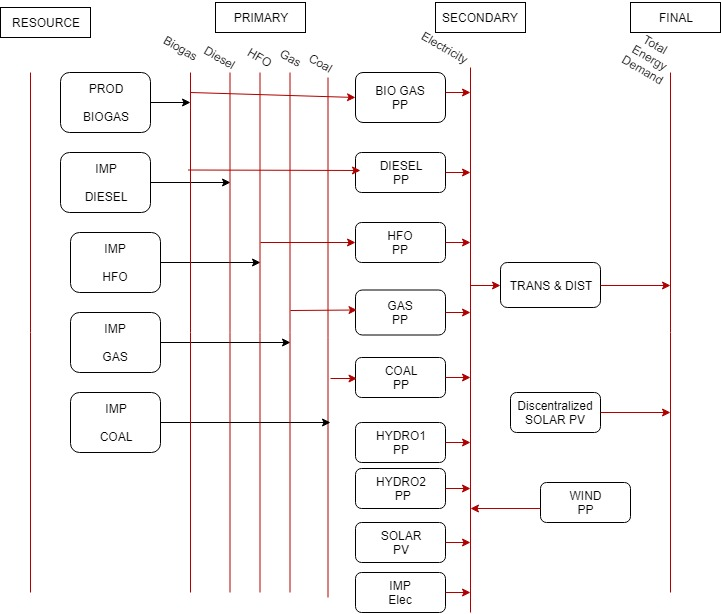 RESOURCE
PRIMARY
SECONDARY
FINAL
Biogas
Diesel
HFO
Gas
Coal
Electricity
Total
Energy
Demand
PROD
BIOGAS
BIO GAS
PP
IMP
DIESEL
DIESEL
PP
IMP
HFO
HFO
PP
TRANS & DIST
IMP
GAS
GAS
PP
IMP
COAL
COAL
PP
Discentralized
SOLAR PV
HYDRO1
PP
HYDRO2
PP
WIND
PP
SOLAR
PV
IMP
Elec